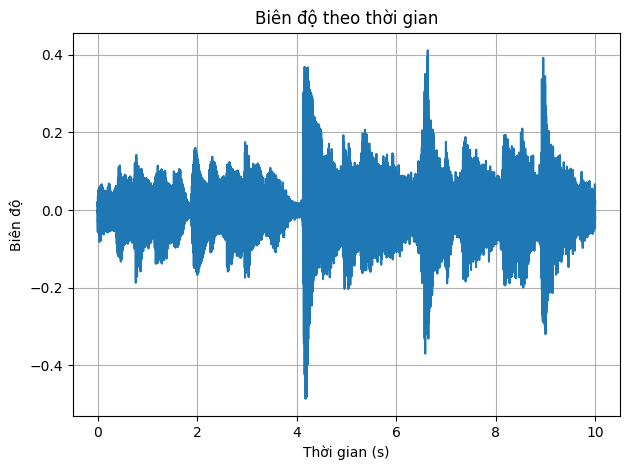 Biên độ theo thời gian
0.4
0.2
0.0
−0.2
−0.4
Biên độ
0 2 4 6 8 10
Thời gian (s)